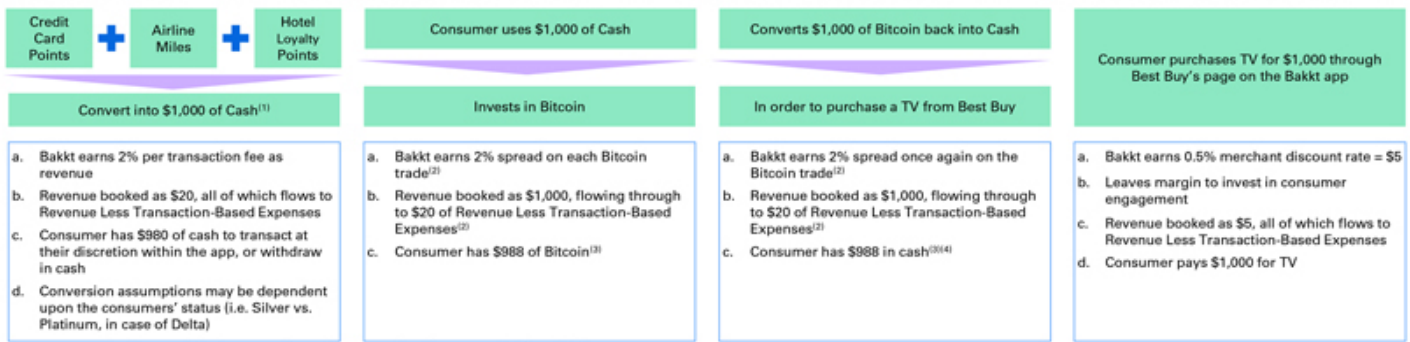 Credit
Card
Points
Airline
Miles
Hotel
Loyalty
Points
Convert into $1,000 of Cash(1)
a. Bakkt earns 2% per transaction fee as
revenue
b. Revenue booked as $20, all of which flows to
Revenue Less Transaction-Based Expenses
c. Consumer has $980 of cash to transact at
their discretion within the app, or withdraw
in cash
d. Conversion assumptions may be dependent
upon the consumers' status (i.e. Silver vs.
Platinum, in case of Delta)
Consumer uses $1,000 of Cash
Invests in Bitcoin
a. Bakkt earns 2% spread on each Bitcoin
trade(2)
b. Revenue booked as $1,000, flowing through
to $20 of Revenue Less Transaction-Based
Expenses(2)
c. Consumer has $988 of Bitcoin(3)
Converts $1,000 of Bitcoin back into Cash
In order to purchase a TV from Best Buy
a. Bakkt earns 2% spread once again on the
Bitcoin trade(2)
b. Revenue booked as $1,000, flowing through
to $20 of Revenue Less Transaction-Based
Expenses(2)
c. Consumer has $988 in cash(3)(4)
Consumer purchases TV for $1,000 through
Best Buy's page on the Bakkt app
a. Bakkt earns 0.5% merchant discount rate = $5
b. Leaves margin to invest in consumer
engagement
c. Revenue booked as $5, all of which flows to
Revenue Less Transaction-Based Expenses
d. Consumer pays $1,000 for TV